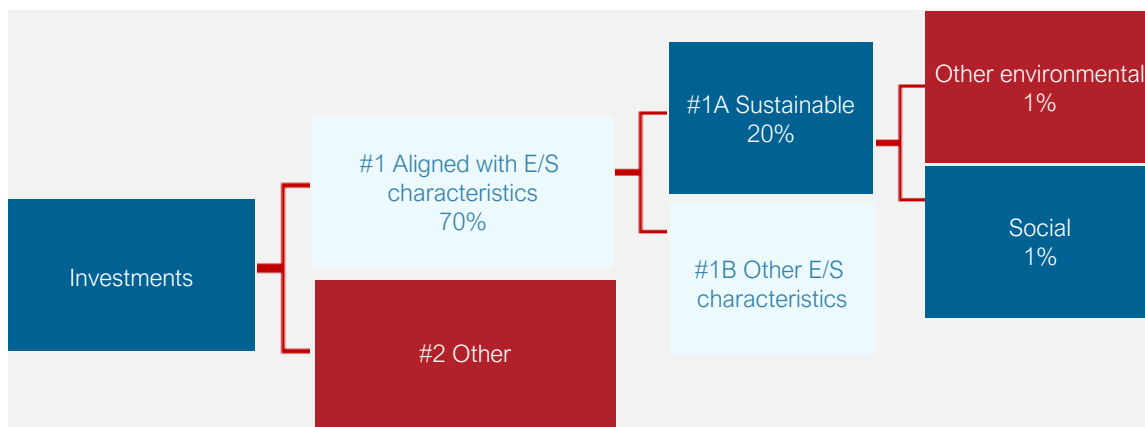 Investments
#1 Aligned with E/S
characteristics
70%
#2 Other
#1A Sustainable
20%
#1B Other E/S
characteristics
Other environmental
1%
Social
1%